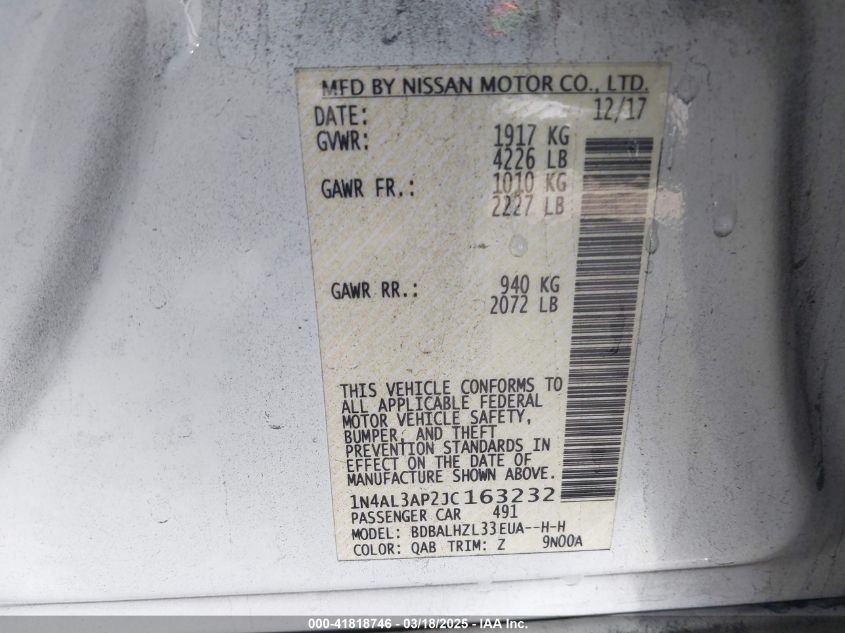 MFD BY NISSAN MOTOR CO., LTD.
DATE: 12/17
GVWR: 1917 KG
4226 LB
GAWR FR.: 1010 KG
2227 LB
GAWR RR.: 940 KG
2072 LB
THIS VEHICLE CONFORMS TO
ALL APPLICABLE FEDERAL
MOTOR VEHICLE SAFETY,
BUMPER, AND THEFT
PREVENTION STANDARDS IN
EFFECT ON THE DATE OF
MANUFACTURE SHOWN ABOVE.
1N4AL3AP2JC163232
PASSENGER CAR 491
MODEL: BDBALHZL33EUA--H-H
COLOR: QAB TRIM: Z 9N00A
000-41818746 — 03/18/2025 — IAA Inc.